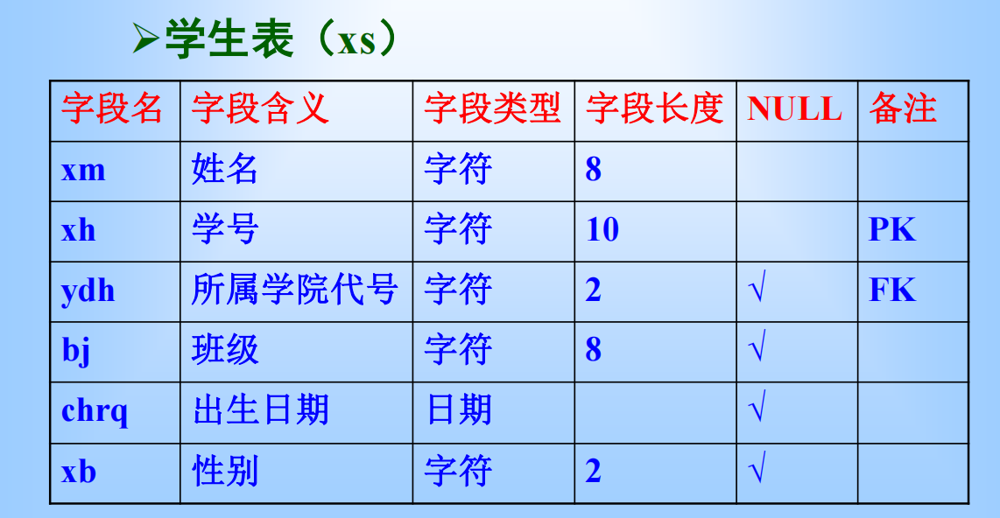 ➢学生表（xs）
字段名 字段含义 字段类型 字段长度 NULL 备注
xm 姓名 字符 8
xh 学号 字符 10 PK
ydh 所属学院代号 字符 2 √ FK
bj 班级 字符 8 √
chrq 出生日期 日期 √
xb 性别 字符 2 √